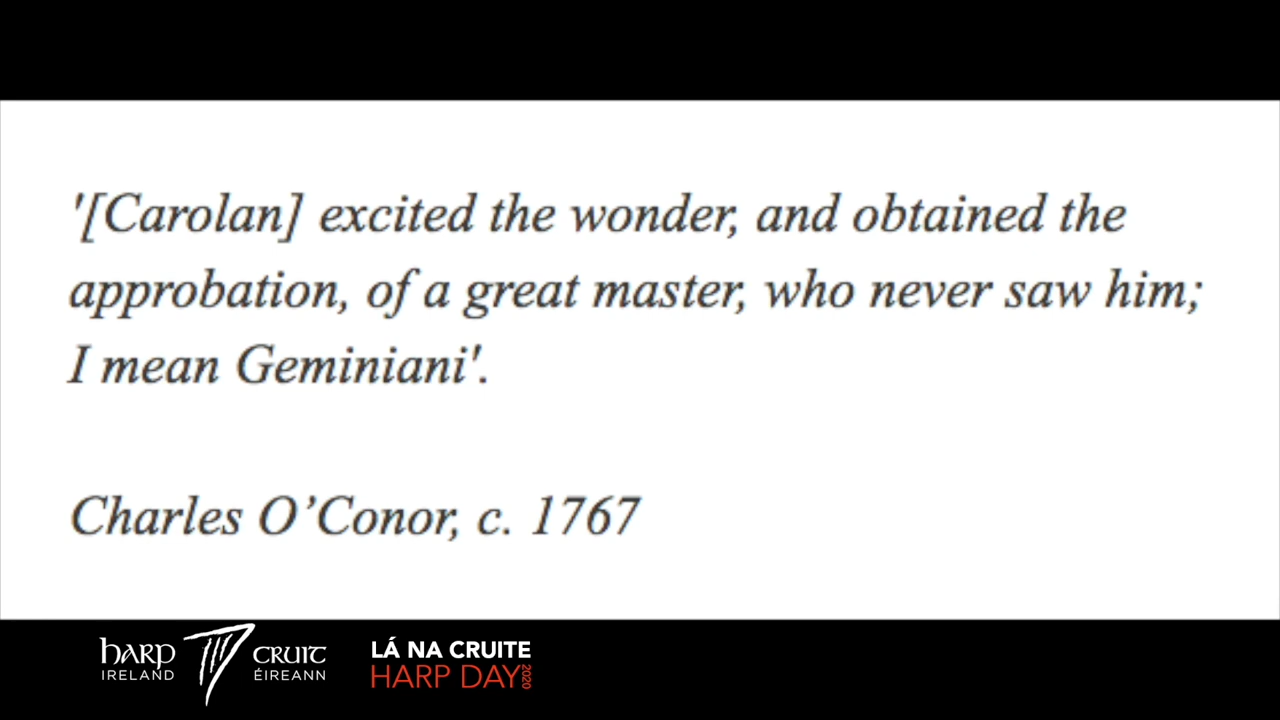 '[Carolan] excited the wonder, and obtained the
approbation, of a great master, who never saw him;
I mean Geminiani'.
Charles O’Conor, c. 1767
harp
IRELAND
cruit
ÉIREANN
LÁ NA CRUITE
HARP DAY 2020